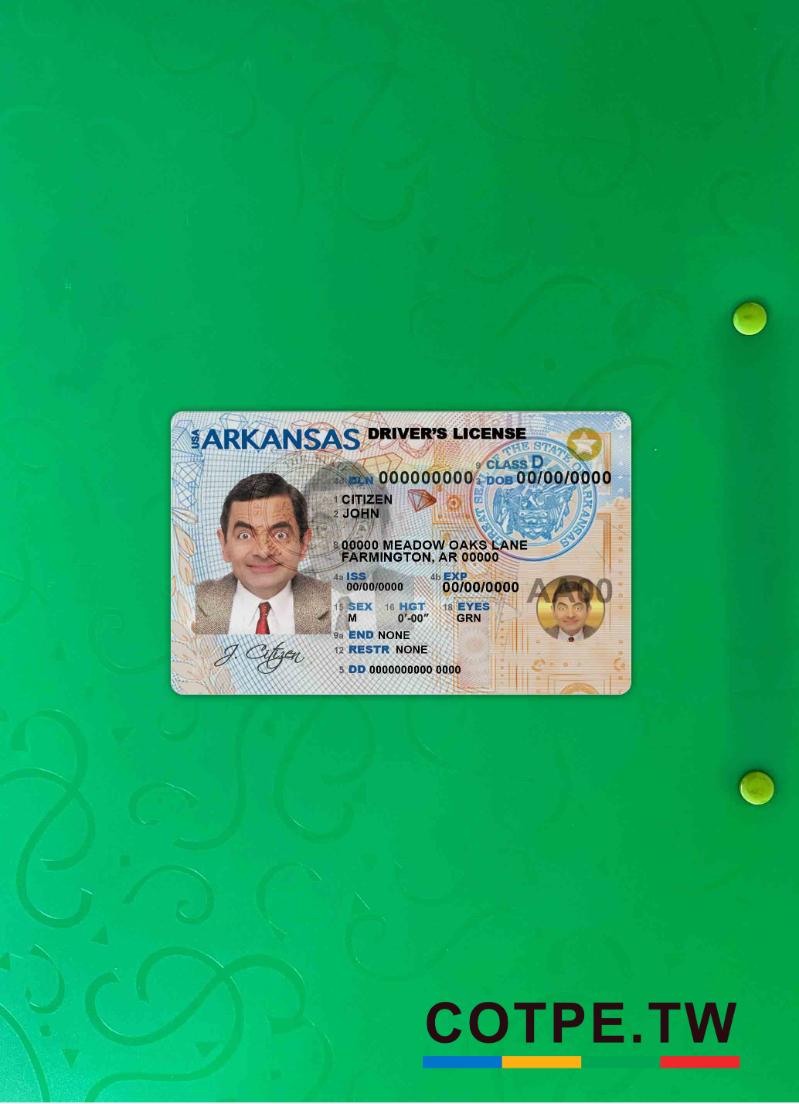 USA ARKANSAS DRIVER'S LICENSE
9 CLASS D
4d DLN 000000000 3 DOB 00/00/0000
1 CITIZEN
2 JOHN
8 00000 MEADOW OAKS LANE
FARMINGTON, AR 00000
4a ISS 4b EXP
00/00/0000 00/00/0000
AA00
15 SEX 16 HGT 18 EYES
M 0'-00" GRN
9a END NONE
12 RESTR NONE
J. Citizen
5 DD 0000000000 0000
SEAL OF THE STATE OF ARKANSAS
COTPE.TW